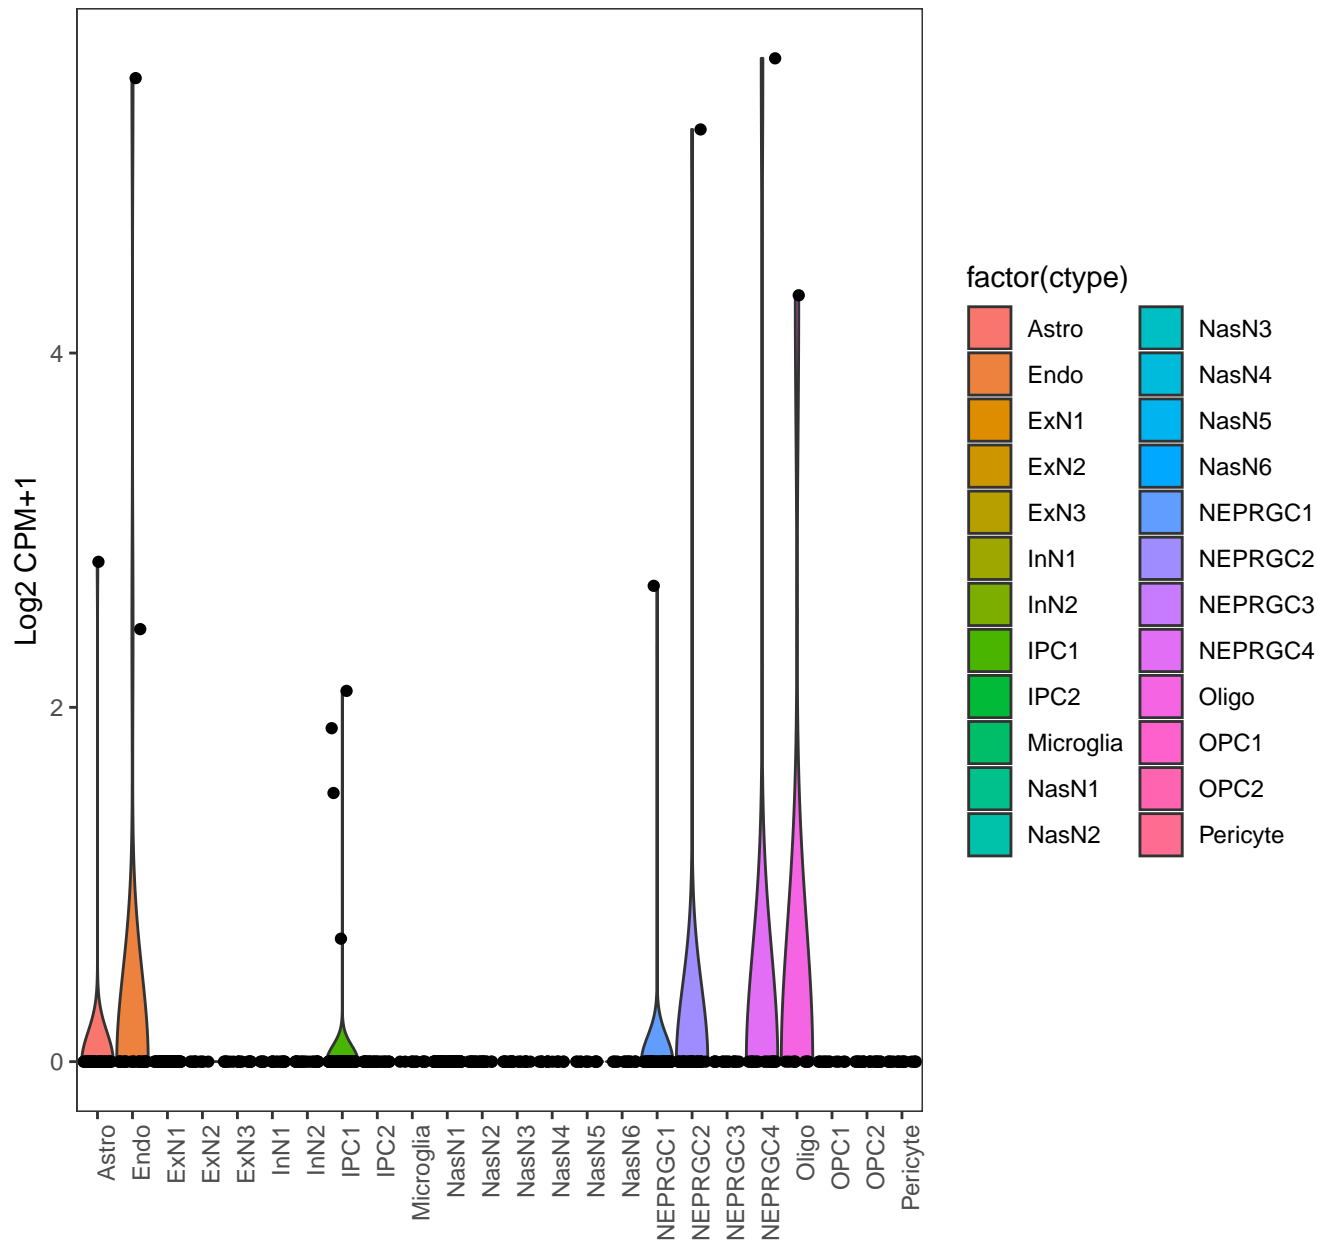 Log2 CPM+1
4
2
0
Astro
Endo
ExN1
ExN2
ExN3
InN1
InN2
IPC1
IPC2
Microglia
NasN1
NasN2
NasN3
NasN4
NasN5
NasN6
NEPRGC1
NEPRGC2
NEPRGC3
NEPRGC4
Oligo
OPC1
OPC2
Pericyte
factor(ctype)
Astro
Endo
ExN1
ExN2
ExN3
InN1
InN2
IPC1
IPC2
Microglia
NasN1
NasN2
NasN3
NasN4
NasN5
NasN6
NEPRGC1
NEPRGC2
NEPRGC3
NEPRGC4
Oligo
OPC1
OPC2
Pericyte